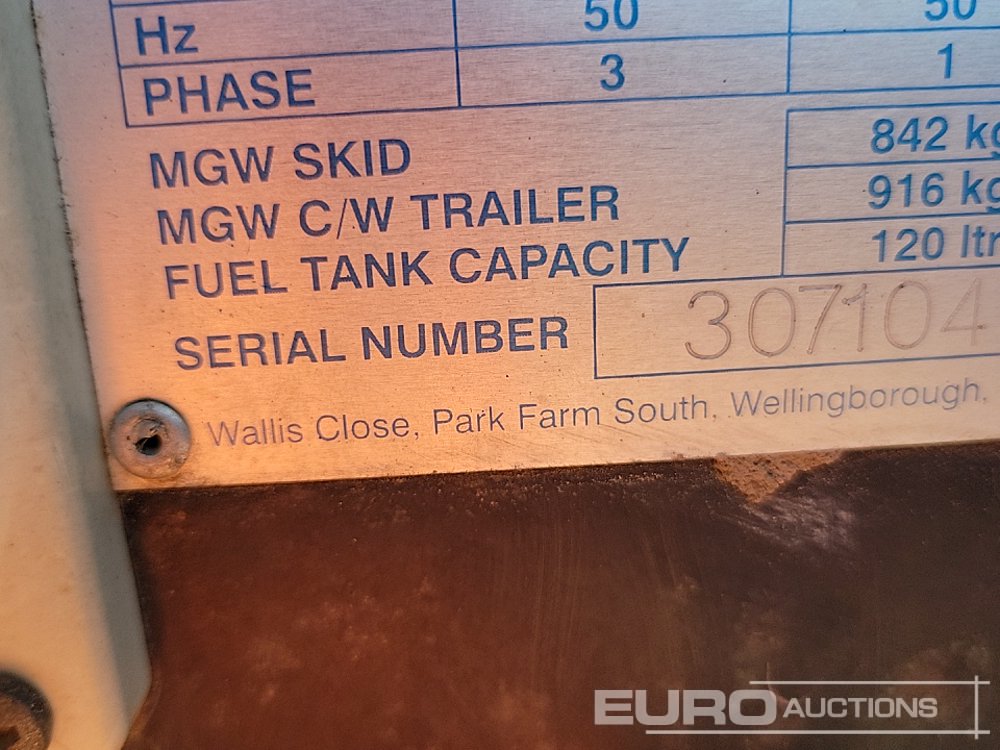 Hz 50 50
PHASE 3 1
MGW SKID 842 kg
MGW C/W TRAILER 916 kg
FUEL TANK CAPACITY 120 ltr
SERIAL NUMBER 307104
Wallis Close, Park Farm South, Wellingborough,
EURO AUCTIONS